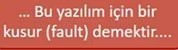 ... Bu yazılım için bir
kusur (fault) demektir....